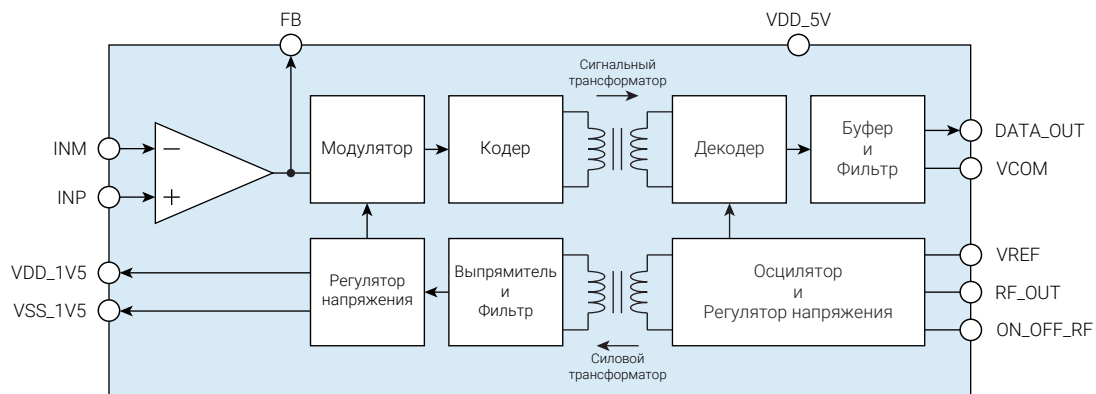 FB
VDD_5V
Сигнальный
трансформатор
INM
INP
−
+
Модулятор
Кодер
Декодер
Буфер
и
Фильтр
DATA_OUT
VCOM
VDD_1V5
VSS_1V5
Регулятор
напряжения
Выпрямитель
и
Фильтр
Осцилятор
и
Регулятор напряжения
VREF
RF_OUT
ON_OFF_RF
Силовой
трансформатор